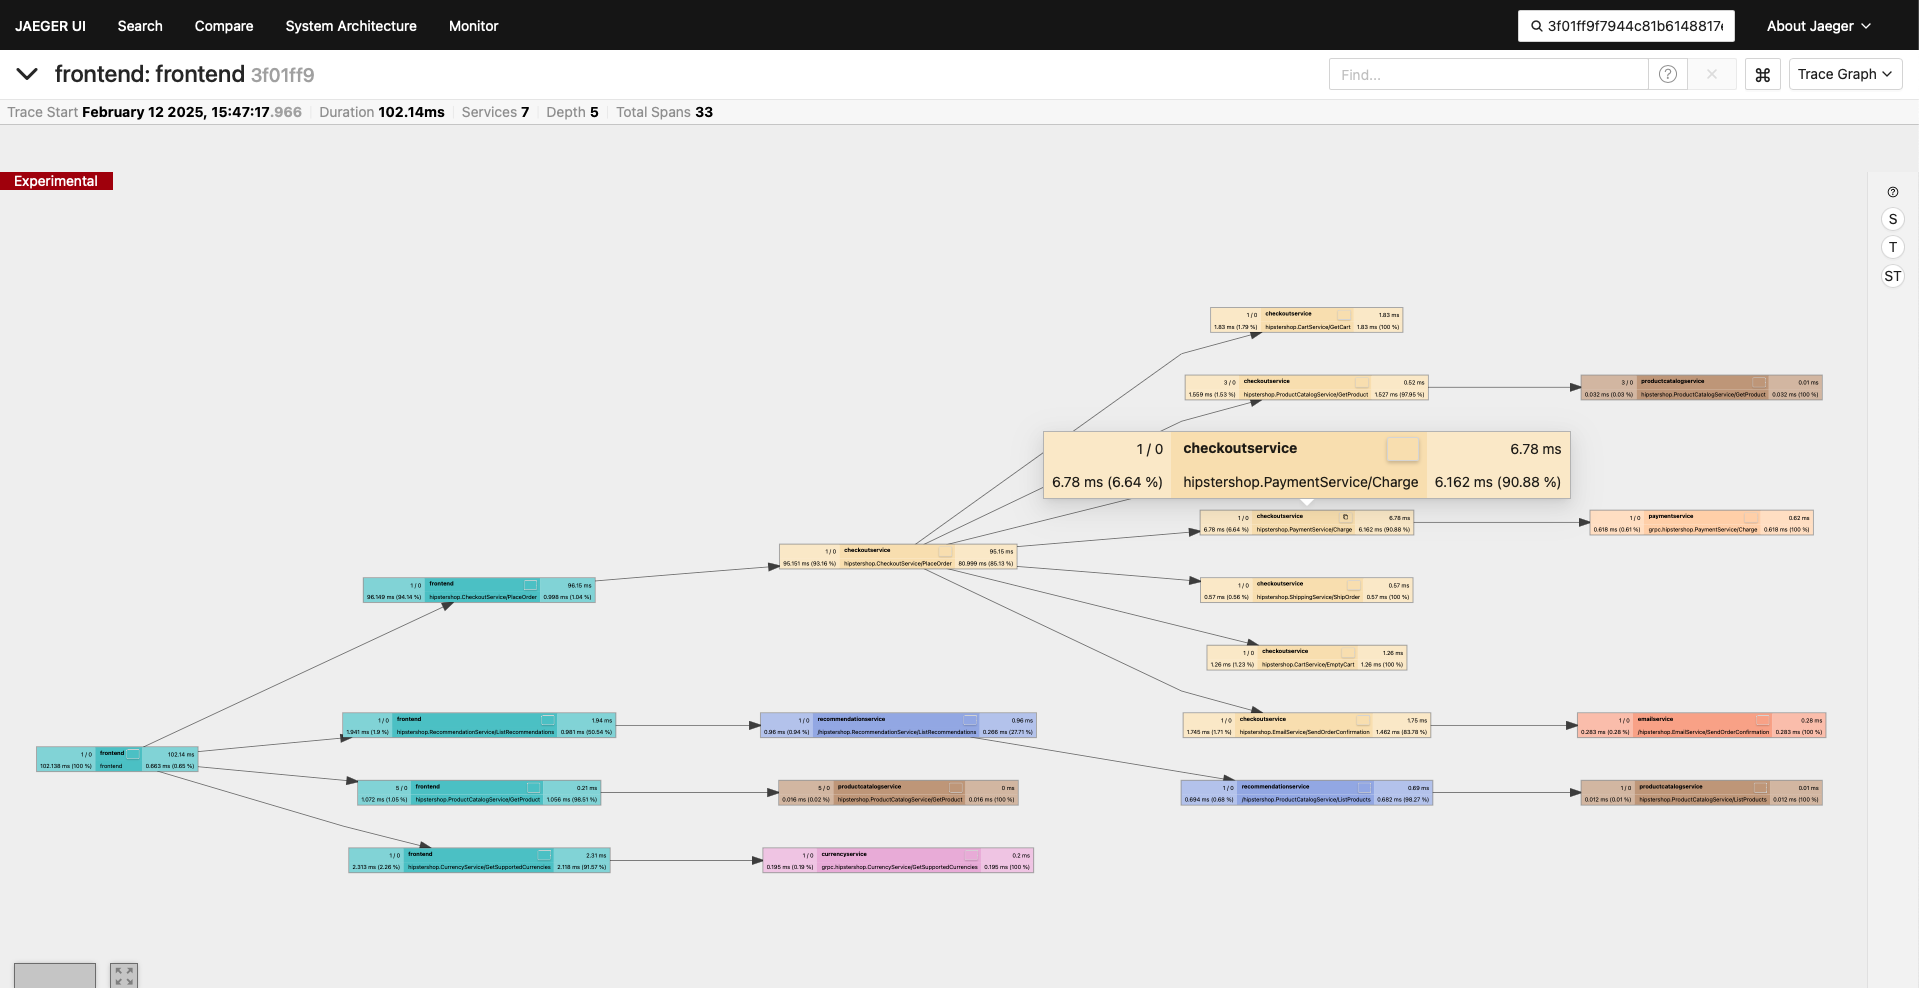 JAEGER UI Search Compare System Architecture Monitor 3f01ff9f7944c81b6148817 About Jaeger
frontend: frontend 3f01ff9 Find... Trace Graph
Trace Start February 12 2025, 15:47:17.966 Duration 102.14ms Services 7 Depth 5 Total Spans 33
Experimental
S
T
ST
1 / 0 checkoutservice 1.83 ms
1.83 ms (1.79 %) hipstershop.CartService/GetCart 1.83 ms (100 %)
3 / 0 checkoutservice 0.52 ms
1.559 ms (1.53 %) hipstershop.ProductCatalogService/GetProduct 1.527 ms (97.95 %)
3 / 0 productcatalogservice 0.01 ms
0.032 ms (0.03 %) hipstershop.ProductCatalogService/GetProduct 0.032 ms (100 %)
1 / 0 checkoutservice 6.78 ms
6.78 ms (6.64 %) hipstershop.PaymentService/Charge 6.162 ms (90.88 %)
1 / 0 checkoutservice 6.78 ms
6.78 ms (6.64 %) hipstershop.PaymentService/Charge 6.162 ms (90.88 %)
1 / 0 paymentservice 0.62 ms
0.618 ms (0.61 %) grpc.hipstershop.PaymentService/Charge 0.618 ms (100 %)
1 / 0 checkoutservice 95.15 ms
95.151 ms (93.16 %) hipstershop.CheckoutService/PlaceOrder 80.999 ms (85.13 %)
1 / 0 frontend 96.15 ms
96.149 ms (94.14 %) hipstershop.CheckoutService/PlaceOrder 0.998 ms (1.04 %)
1 / 0 checkoutservice 0.57 ms
0.57 ms (0.56 %) hipstershop.ShippingService/ShipOrder 0.57 ms (100 %)
1 / 0 checkoutservice 1.26 ms
1.26 ms (1.23 %) hipstershop.CartService/EmptyCart 1.26 ms (100 %)
1 / 0 frontend 1.94 ms
1.941 ms (1.9 %) hipstershop.RecommendationService/ListRecommendations 0.981 ms (50.54 %)
1 / 0 recommendationservice 0.96 ms
0.96 ms (0.94 %) /hipstershop.RecommendationService/ListRecommendations 0.266 ms (27.71 %)
1 / 0 checkoutservice 1.75 ms
1.745 ms (1.71 %) hipstershop.EmailService/SendOrderConfirmation 1.462 ms (83.78 %)
1 / 0 emailservice 0.28 ms
0.283 ms (0.28 %) /hipstershop.EmailService/SendOrderConfirmation 0.283 ms (100 %)
1 / 0 frontend 102.14 ms
102.138 ms (100 %) frontend 0.663 ms (0.65 %)
5 / 0 frontend 0.21 ms
1.072 ms (1.05 %) hipstershop.ProductCatalogService/GetProduct 1.056 ms (98.51 %)
5 / 0 productcatalogservice 0 ms
0.016 ms (0.02 %) hipstershop.ProductCatalogService/GetProduct 0.016 ms (100 %)
1 / 0 recommendationservice 0.69 ms
0.694 ms (0.68 %) /hipstershop.ProductCatalogService/ListProducts 0.682 ms (98.27 %)
1 / 0 productcatalogservice 0.01 ms
0.012 ms (0.01 %) hipstershop.ProductCatalogService/ListProducts 0.012 ms (100 %)
1 / 0 frontend 2.31 ms
2.313 ms (2.26 %) hipstershop.CurrencyService/GetSupportedCurrencies 2.118 ms (91.57 %)
1 / 0 currencyservice 0.2 ms
0.195 ms (0.19 %) grpc.hipstershop.CurrencyService/GetSupportedCurrencies 0.195 ms (100 %)